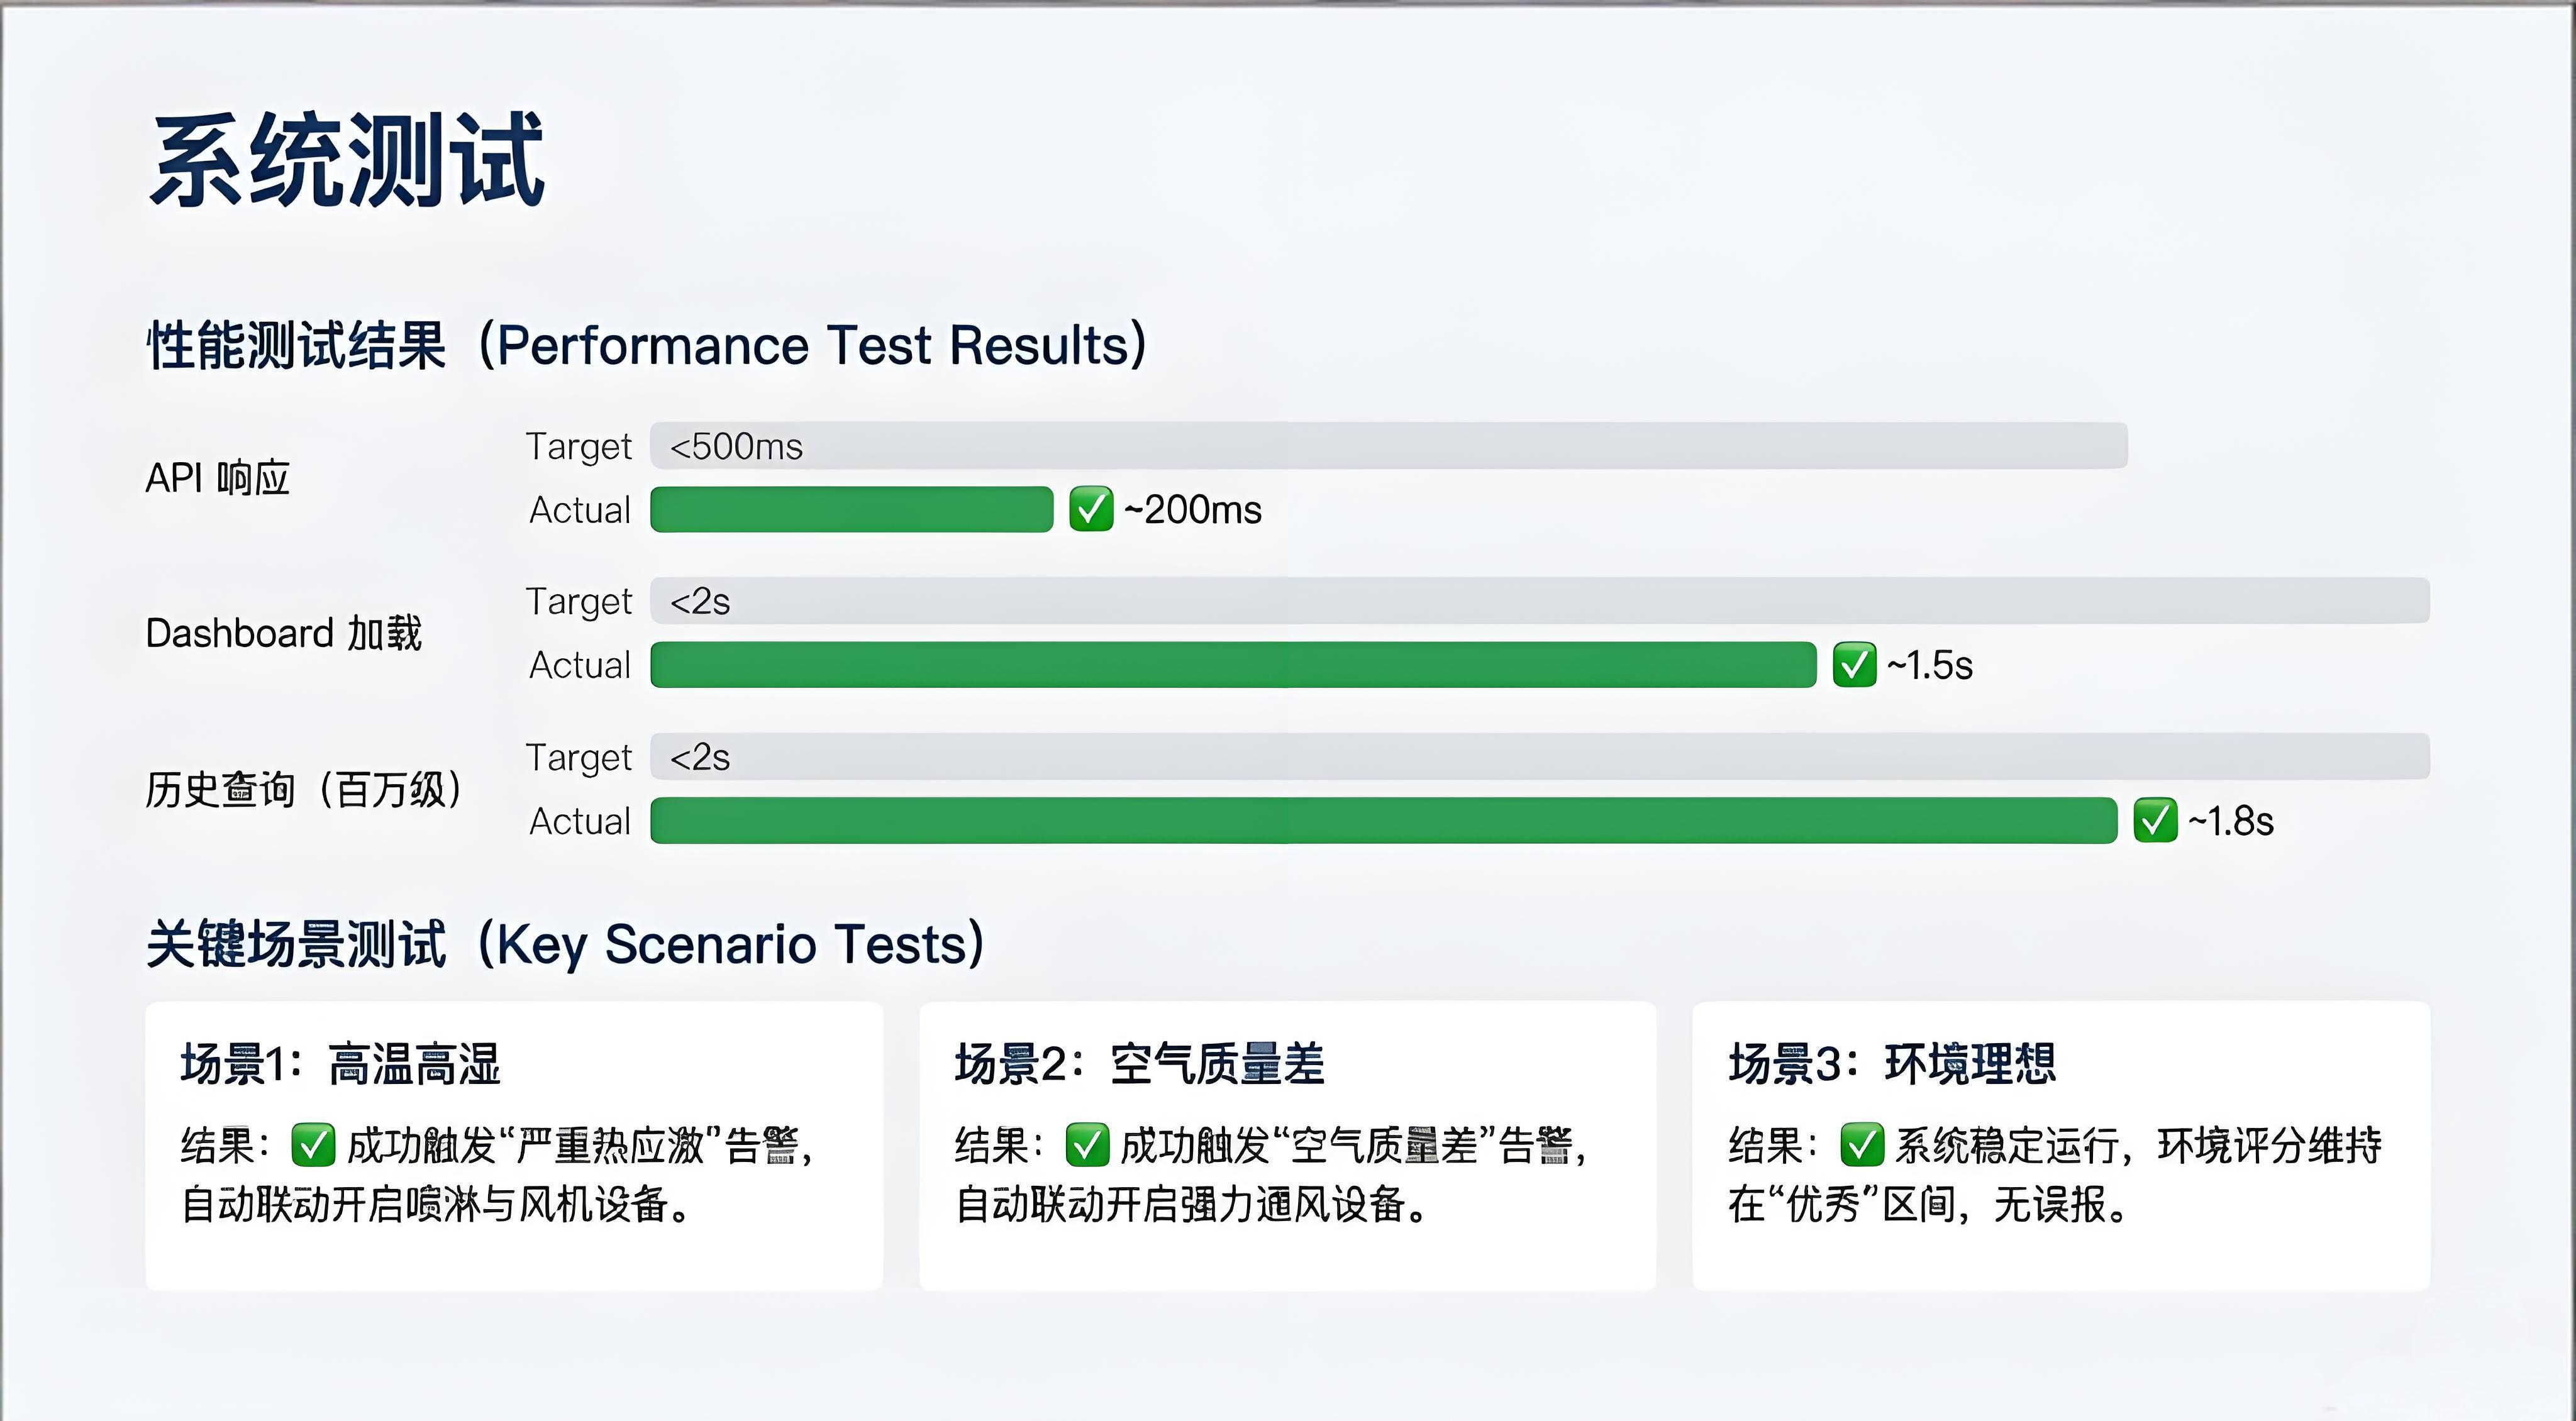 系统测试
性能测试结果（Performance Test Results）
API 响应
Target <500ms
Actual ~200ms
Dashboard 加载
Target <2s
Actual ~1.5s
历史查询（百万级）
Target <2s
Actual ~1.8s
关键场景测试（Key Scenario Tests）
场景1：高温高湿
结果：✅ 成功触发“严重热应激”告警，
自动联动开启喷淋与风机设备。
场景2：空气质量差
结果：✅ 成功触发“空气质量差”告警，
自动联动开启强力通风设备。
场景3：环境理想
结果：✅ 系统稳定运行，环境评分维持
在“优秀”区间，无误报。